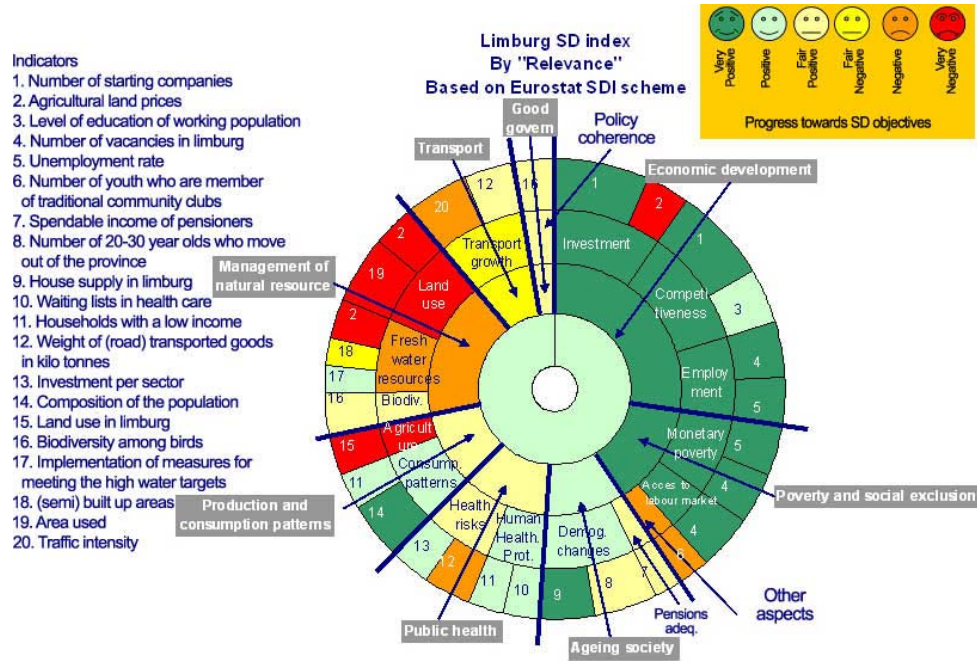 Limburg SD index
By "Relevance"
Based on Eurostat SDI scheme
Very Positive
Positive
Fair Positive
Fair Negative
Negative
Very Negative
Progress towards SD objectives
Indicators
1. Number of starting companies
2. Agricultural land prices
3. Level of education of working population
4. Number of vacancies in limburg
5. Unemployment rate
6. Number of youth who are member
of traditional community clubs
7. Spendable income of pensioners
8. Number of 20-30 year olds who move
out of the province
9. House supply in limburg
10. Waiting lists in health care
11. Households with a low income
12. Weight of (road) transported goods
in kilo tonnes
13. Investment per sector
14. Composition of the population
15. Land use in limburg
16. Biodiversity among birds
17. Implementation of measures for
meeting the high water targets
18. (semi) built up areas
19. Area used
20. Traffic intensity
Good
govern
Policy
coherence
Transport
Economic development
Management of
natural resource
Poverty and social exclusion
Production and
consumption patterns
Public health
Ageing society
Pensions
adeq.
Other
aspects
Investment
Competi
tiveness
Employ
ment
Monetary
poverty
Acces to
labour market
Demog.
changes
Human
Health.
Prot.
Health
risks
Consump.
patterns
Agricult
ure
Biodiv.
Fresh
water
resources
Land
use
Transport
growth
1
2
1
3
4
5
5
4
4
6
7
8
9
10
11
12
13
14
11
15
16
17
18
2
19
2
20
12
16